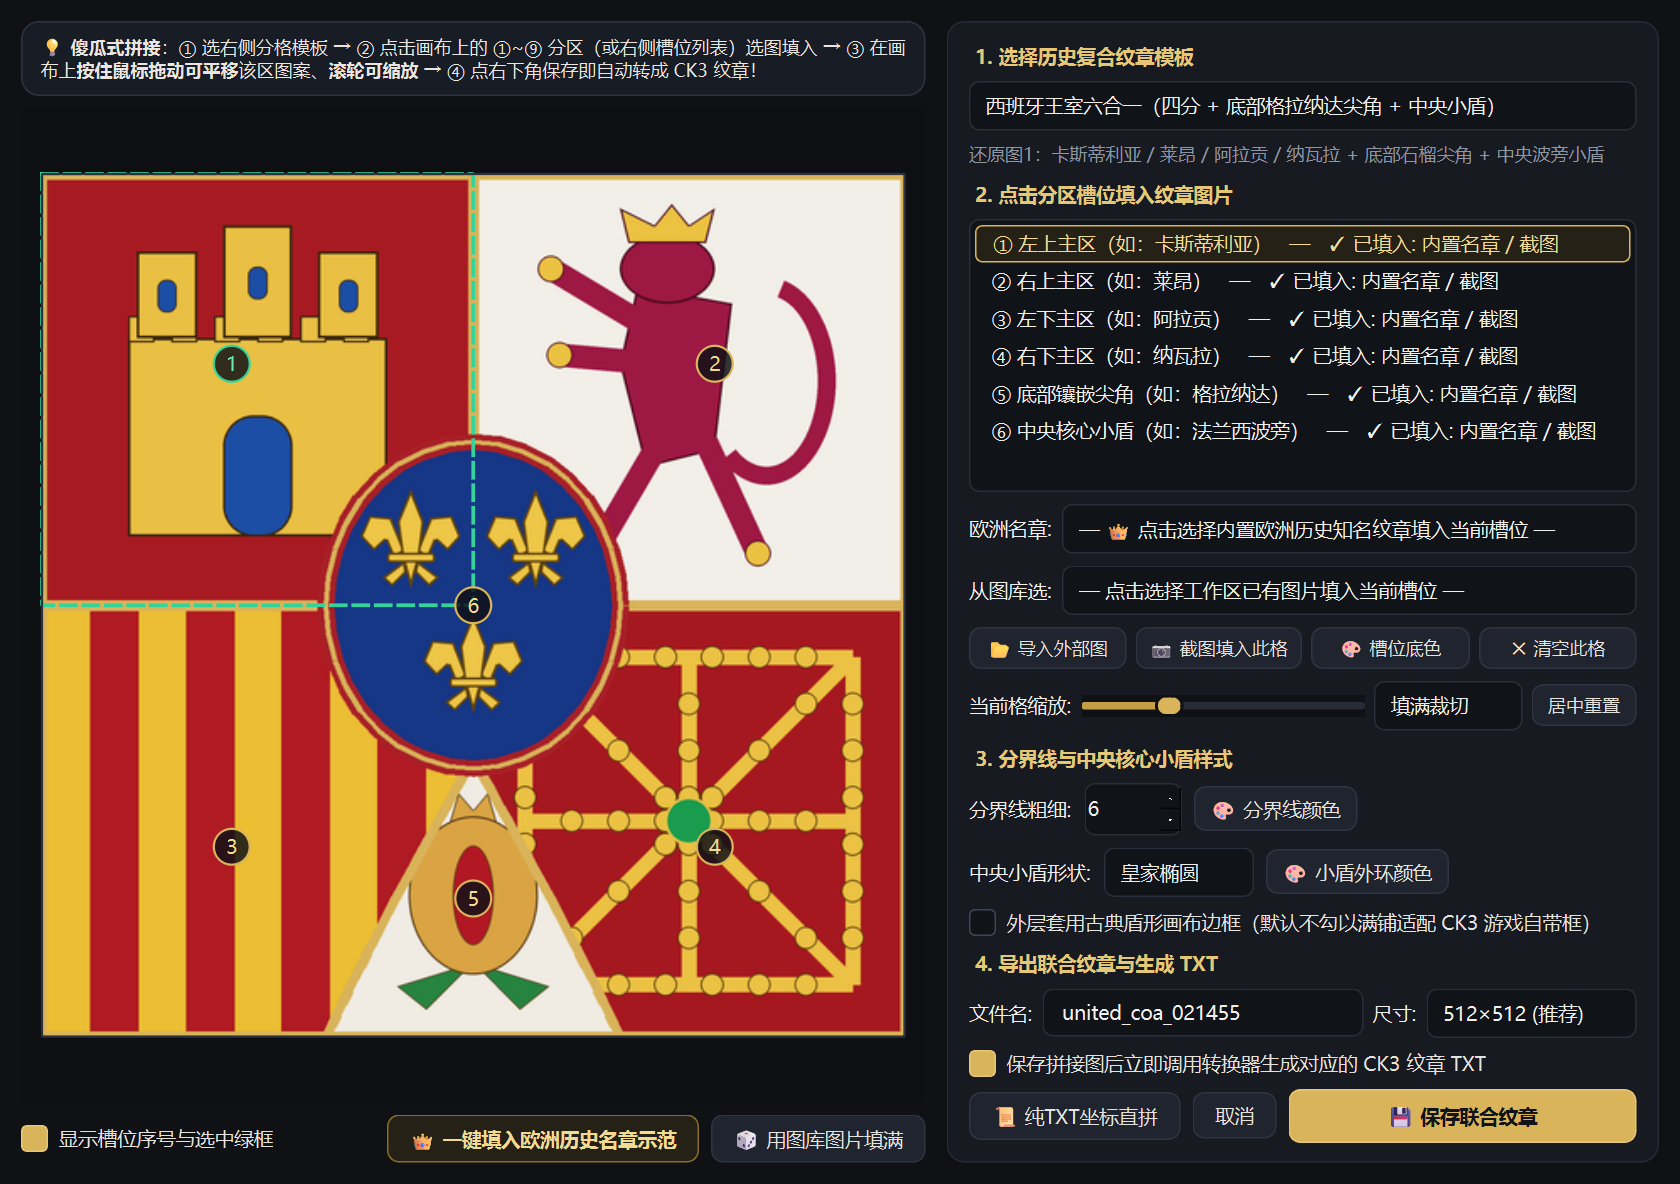 💡 傻瓜式拼接：① 选右侧分格模板 → ② 点击画布上的 ①~⑨ 分区（或右侧槽位列表）选图填入 → ③ 在画
布上按住鼠标拖动可平移该区图案、滚轮可缩放 → ④ 点右下角保存即自动转成 CK3 纹章！
1
2
3
4
5
6
显示槽位序号与选中绿框
👑 一键填入欧洲历史名章示范
🎲 用图库图片填满
1. 选择历史复合纹章模板
西班牙王室六合一（四分 + 底部格拉纳达尖角 + 中央小盾）
还原图1：卡斯蒂利亚 / 莱昂 / 阿拉贡 / 纳瓦拉 + 底部石榴尖角 + 中央波旁小盾
2. 点击分区槽位填入纹章图片
① 左上主区（如：卡斯蒂利亚） — ✓ 已填入: 内置名章 / 截图
② 右上主区（如：莱昂） — ✓ 已填入: 内置名章 / 截图
③ 左下主区（如：阿拉贡） — ✓ 已填入: 内置名章 / 截图
④ 右下主区（如：纳瓦拉） — ✓ 已填入: 内置名章 / 截图
⑤ 底部镶嵌尖角（如：格拉纳达） — ✓ 已填入: 内置名章 / 截图
⑥ 中央核心小盾（如：法兰西波旁） — ✓ 已填入: 内置名章 / 截图
欧洲名章: — 👑 点击选择内置欧洲历史知名纹章填入当前槽位 —
从图库选: — 点击选择工作区已有图片填入当前槽位 —
📂 导入外部图 📷 截图填入此格 🎨 槽位底色 ✕ 清空此格
当前格缩放: 填满裁切 居中重置
3. 分界线与中央核心小盾样式
分界线粗细: 6 🎨 分界线颜色
中央小盾形状: 皇家椭圆 🎨 小盾外环颜色
外层套用古典盾形画布边框（默认不勾以满铺适配 CK3 游戏自带框）
4. 导出联合纹章与生成 TXT
文件名: united_coa_021455 尺寸: 512×512 (推荐)
保存拼接图后立即调用转换器生成对应的 CK3 纹章 TXT
📜 纯TXT坐标直拼 取消 💾 保存联合纹章